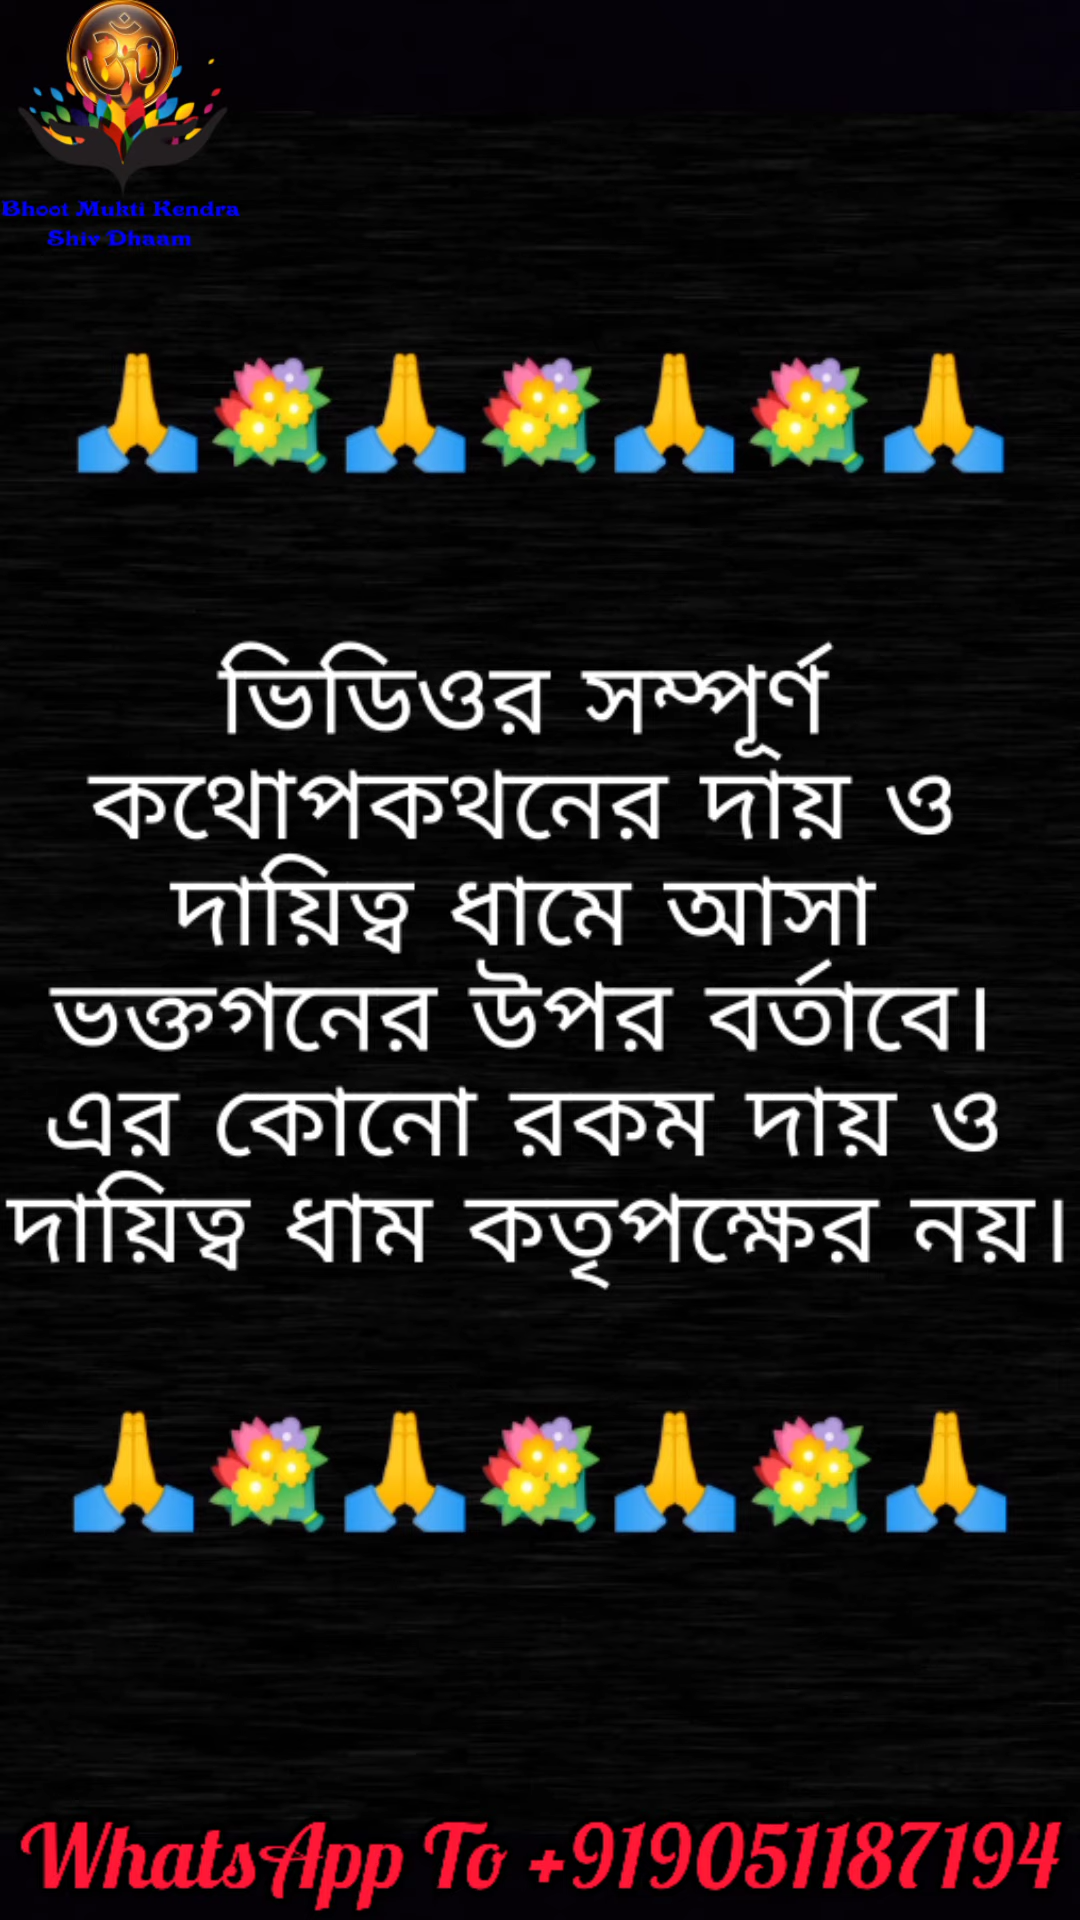 Bhoot Mukti Kendra
Shiv Dhaam
🙏💐🙏💐🙏💐🙏
ভিডিওর সম্পূর্ণ
কথোপকথনের দায় ও
দায়িত্ব ধামে আসা
ভক্তগনের উপর বর্তাবে।
এর কোনো রকম দায় ও
দায়িত্ব ধাম কতৃপক্ষের নয়।
🙏💐🙏💐🙏💐🙏
WhatsApp To +919051187194